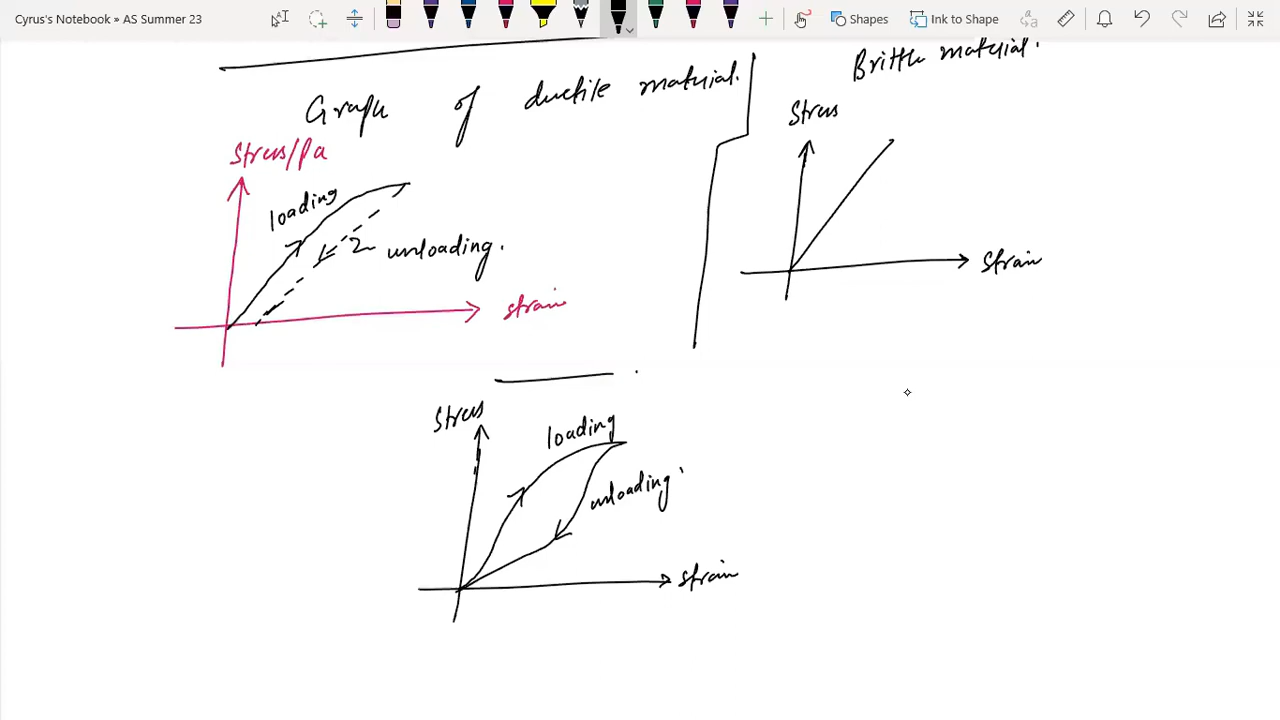 Cyrus's Notebook » AS Summer 23
Shapes
Ink to Shape
Graph of ductile material.
Brittle material.
Stress/Pa
loading
unloading.
strain
Stress
Strain
Stress
loading
unloading
strain